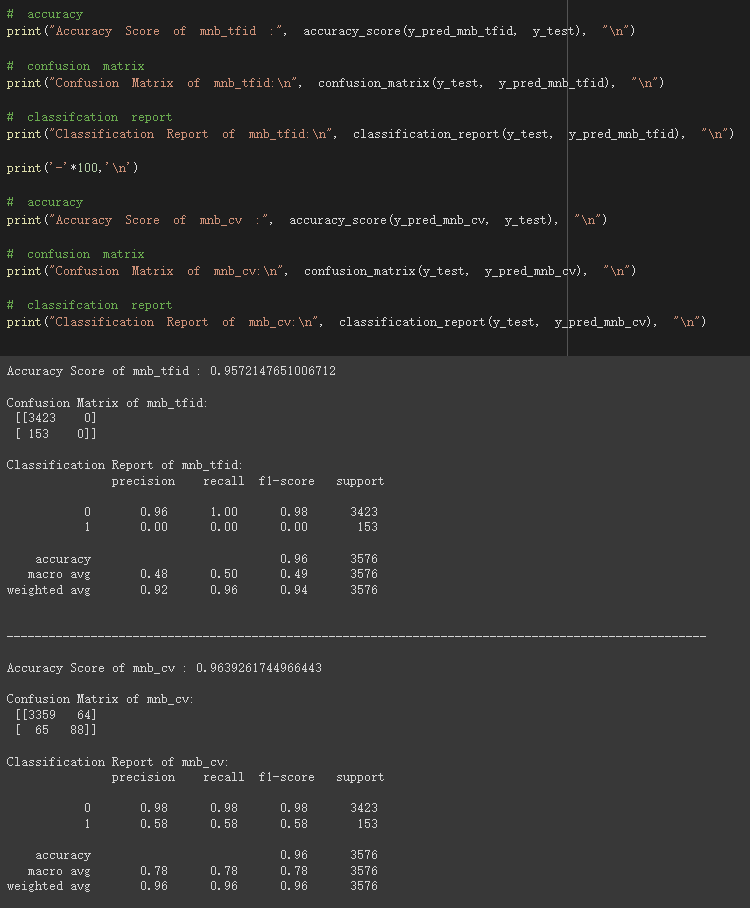 # accuracy
print("Accuracy Score of mnb_tfid :", accuracy_score(y_pred_mnb_tfid, y_test), "\n")
# confusion matrix
print("Confusion Matrix of mnb_tfid:\n", confusion_matrix(y_test, y_pred_mnb_tfid), "\n")
# classifcation report
print("Classification Report of mnb_tfid:\n", classification_report(y_test, y_pred_mnb_tfid), "\n")
print('-'*100,'\n')
# accuracy
print("Accuracy Score of mnb_cv :", accuracy_score(y_pred_mnb_cv, y_test), "\n")
# confusion matrix
print("Confusion Matrix of mnb_cv:\n", confusion_matrix(y_test, y_pred_mnb_cv), "\n")
# classifcation report
print("Classification Report of mnb_cv:\n", classification_report(y_test, y_pred_mnb_cv), "\n")
Accuracy Score of mnb_tfid : 0.9572147651006712
Confusion Matrix of mnb_tfid:
[[3423 0]
[ 153 0]]
Classification Report of mnb_tfid:
precision recall f1-score support
0 0.96 1.00 0.98 3423
1 0.00 0.00 0.00 153
accuracy 0.96 3576
macro avg 0.48 0.50 0.49 3576
weighted avg 0.92 0.96 0.94 3576
----------------------------------------------------------------------------------------------------
Accuracy Score of mnb_cv : 0.9639261744966443
Confusion Matrix of mnb_cv:
[[3359 64]
[ 65 88]]
Classification Report of mnb_cv:
precision recall f1-score support
0 0.98 0.98 0.98 3423
1 0.58 0.58 0.58 153
accuracy 0.96 3576
macro avg 0.78 0.78 0.78 3576
weighted avg 0.96 0.96 0.96 3576